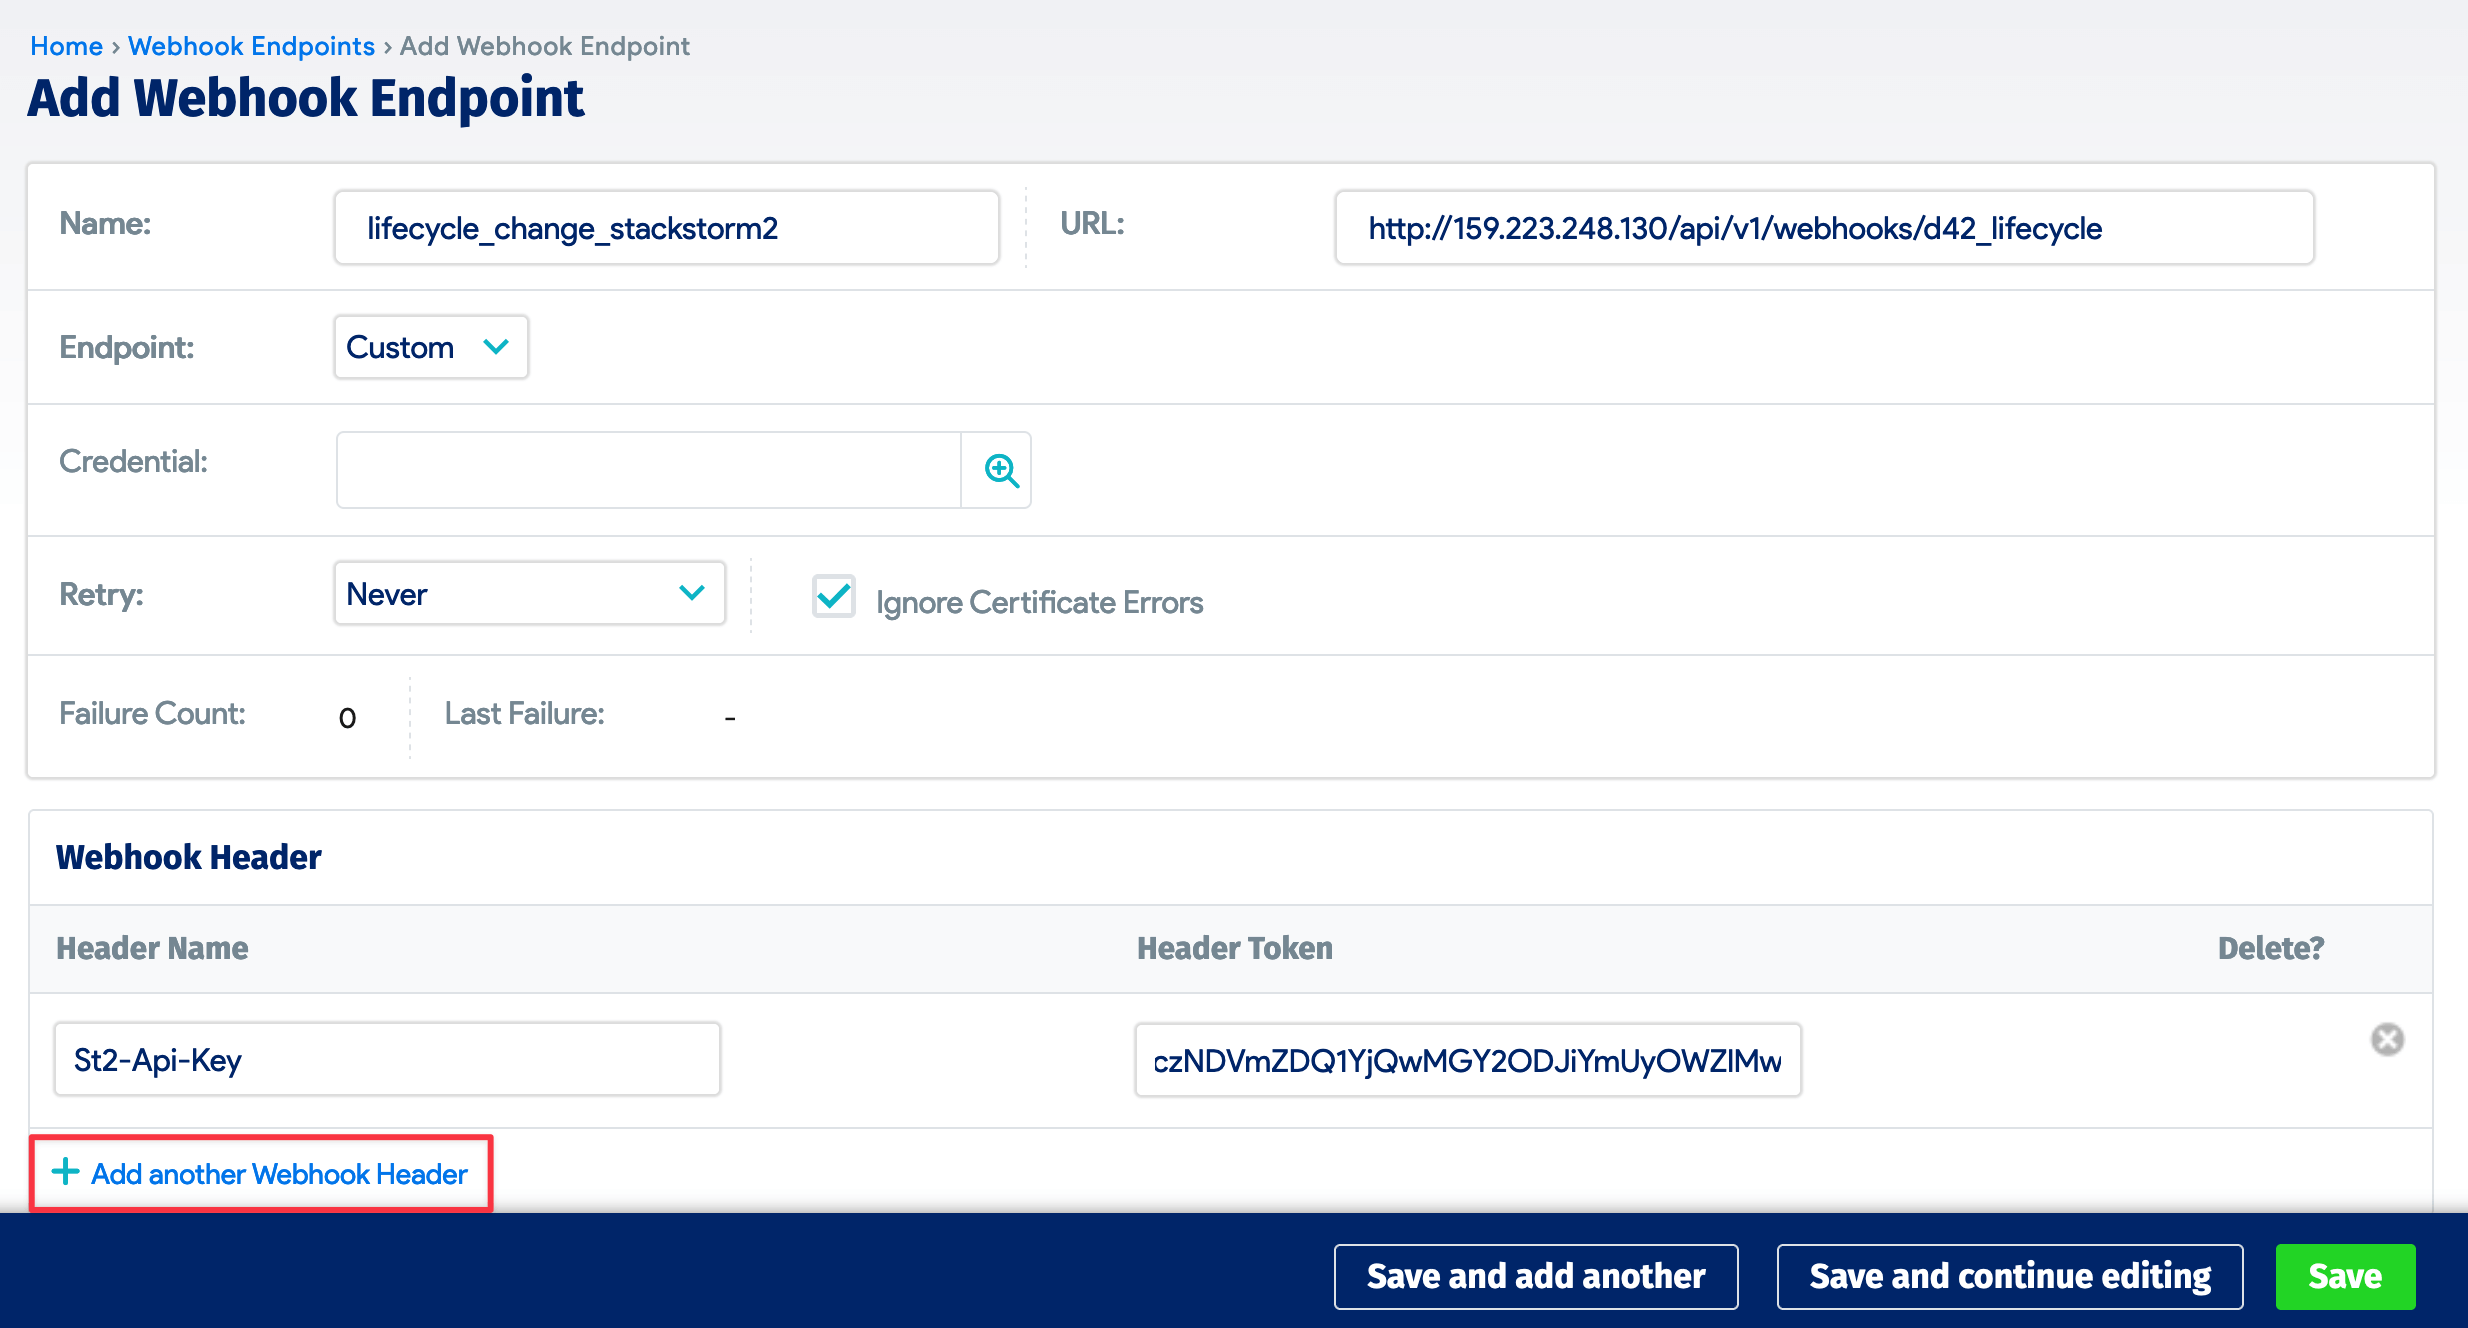 Home › Webhook Endpoints › Add Webhook Endpoint
Add Webhook Endpoint
Name: lifecycle_change_stackstorm2 URL: http://159.223.248.130/api/v1/webhooks/d42_lifecycle
Endpoint: Custom
Credential:
Retry: Never Ignore Certificate Errors
Failure Count: 0 Last Failure: -
Webhook Header
Header Name Header Token Delete?
St2-Api-Key czNDVmZDQ1YjQwMGY2ODJiYmUyOWZlMw
+ Add another Webhook Header
Save and add another Save and continue editing Save